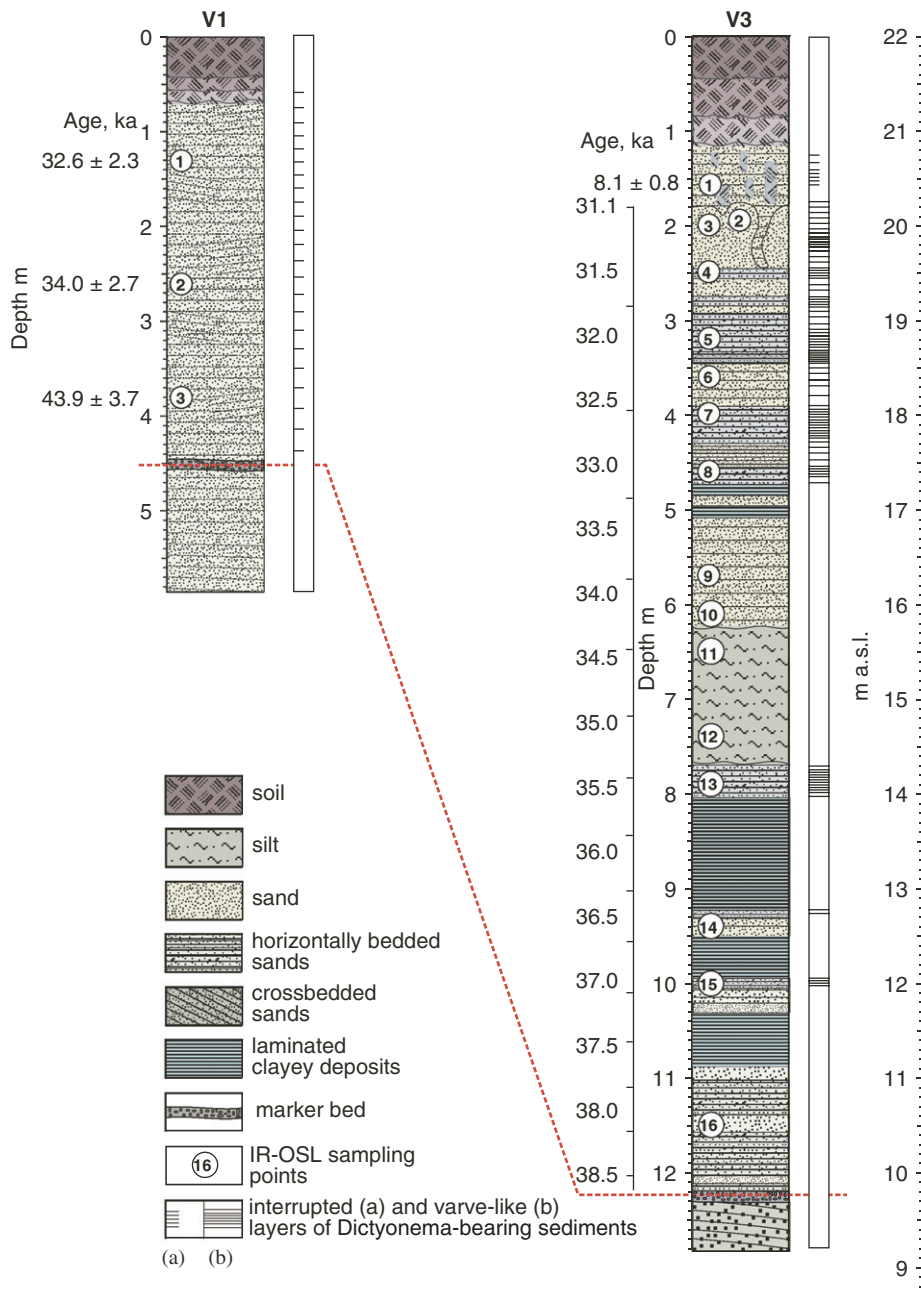 V1
V3
0
1
2
3
4
5
Depth m
Age, ka
32.6 ± 2.3
34.0 ± 2.7
43.9 ± 3.7
1
2
3
0
1
2
3
4
5
6
7
8
9
10
11
12
Depth m
Age, ka
8.1 ± 0.8
31.1
31.5
32.0
32.5
33.0
33.5
34.0
34.5
35.0
35.5
36.0
36.5
37.0
37.5
38.0
38.5
1
3 2
4
5
6
7
8
9
10
11
12
13
14
15
16
22
21
20
19
18
17
16
15
14
13
12
11
10
9
m a.s.l.
soil
silt
sand
horizontally bedded
sands
crossbedded
sands
laminated
clayey deposits
marker bed
16 IR-OSL sampling
points
interrupted (a) and varve-like (b)
layers of Dictyonema-bearing sediments
(a) (b)